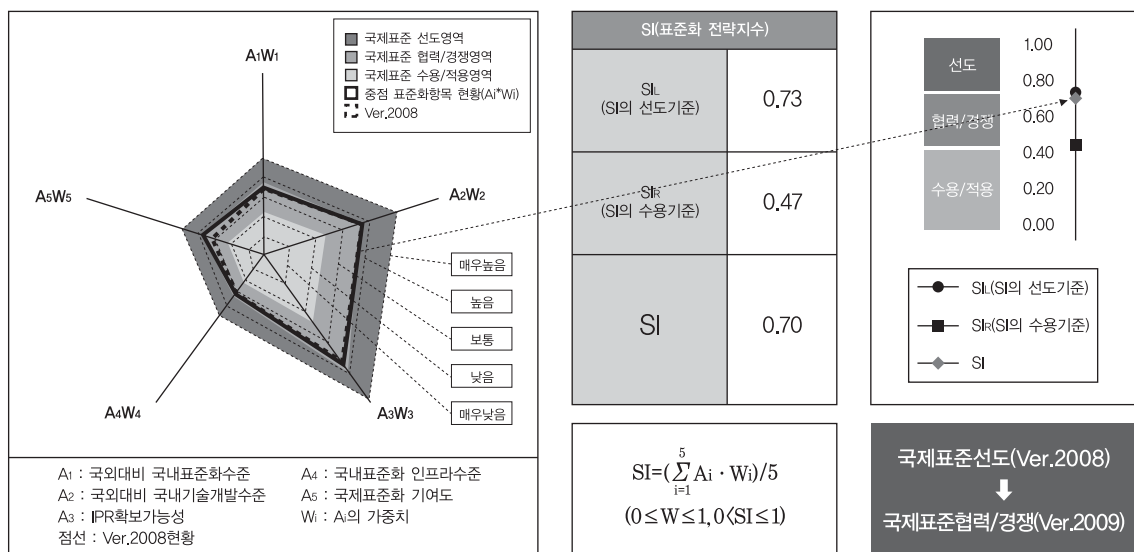 국제표준 선도영역
국제표준 협력/경쟁영역
국제표준 수용/적용영역
중점 표준화항목 현황(Ai*Wi)
Ver.2008
A1W1
A2W2
A3W3
A4W4
A5W5
매우높음
높음
보통
낮음
매우낮음
A1 : 국외대비 국내표준화수준
A2 : 국외대비 국내기술개발수준
A3 : IPR확보가능성
점선 : Ver.2008현황
A4 : 국내표준화 인프라수준
A5 : 국제표준화 기여도
Wi : Ai의 가중치
SI(표준화 전략지수)
SIL
(SI의 선도기준)
0.73
SIR
(SI의 수용기준)
0.47
SI
0.70
SI=(∑Ai · Wi)/5
5
i=1
(0≤W≤1, 0<SI≤1)
선도
협력/경쟁
수용/적용
1.00
0.80
0.60
0.40
0.20
0.00
SIL(SI의 선도기준)
SIR(SI의 수용기준)
SI
국제표준선도(Ver.2008)
국제표준협력/경쟁(Ver.2009)